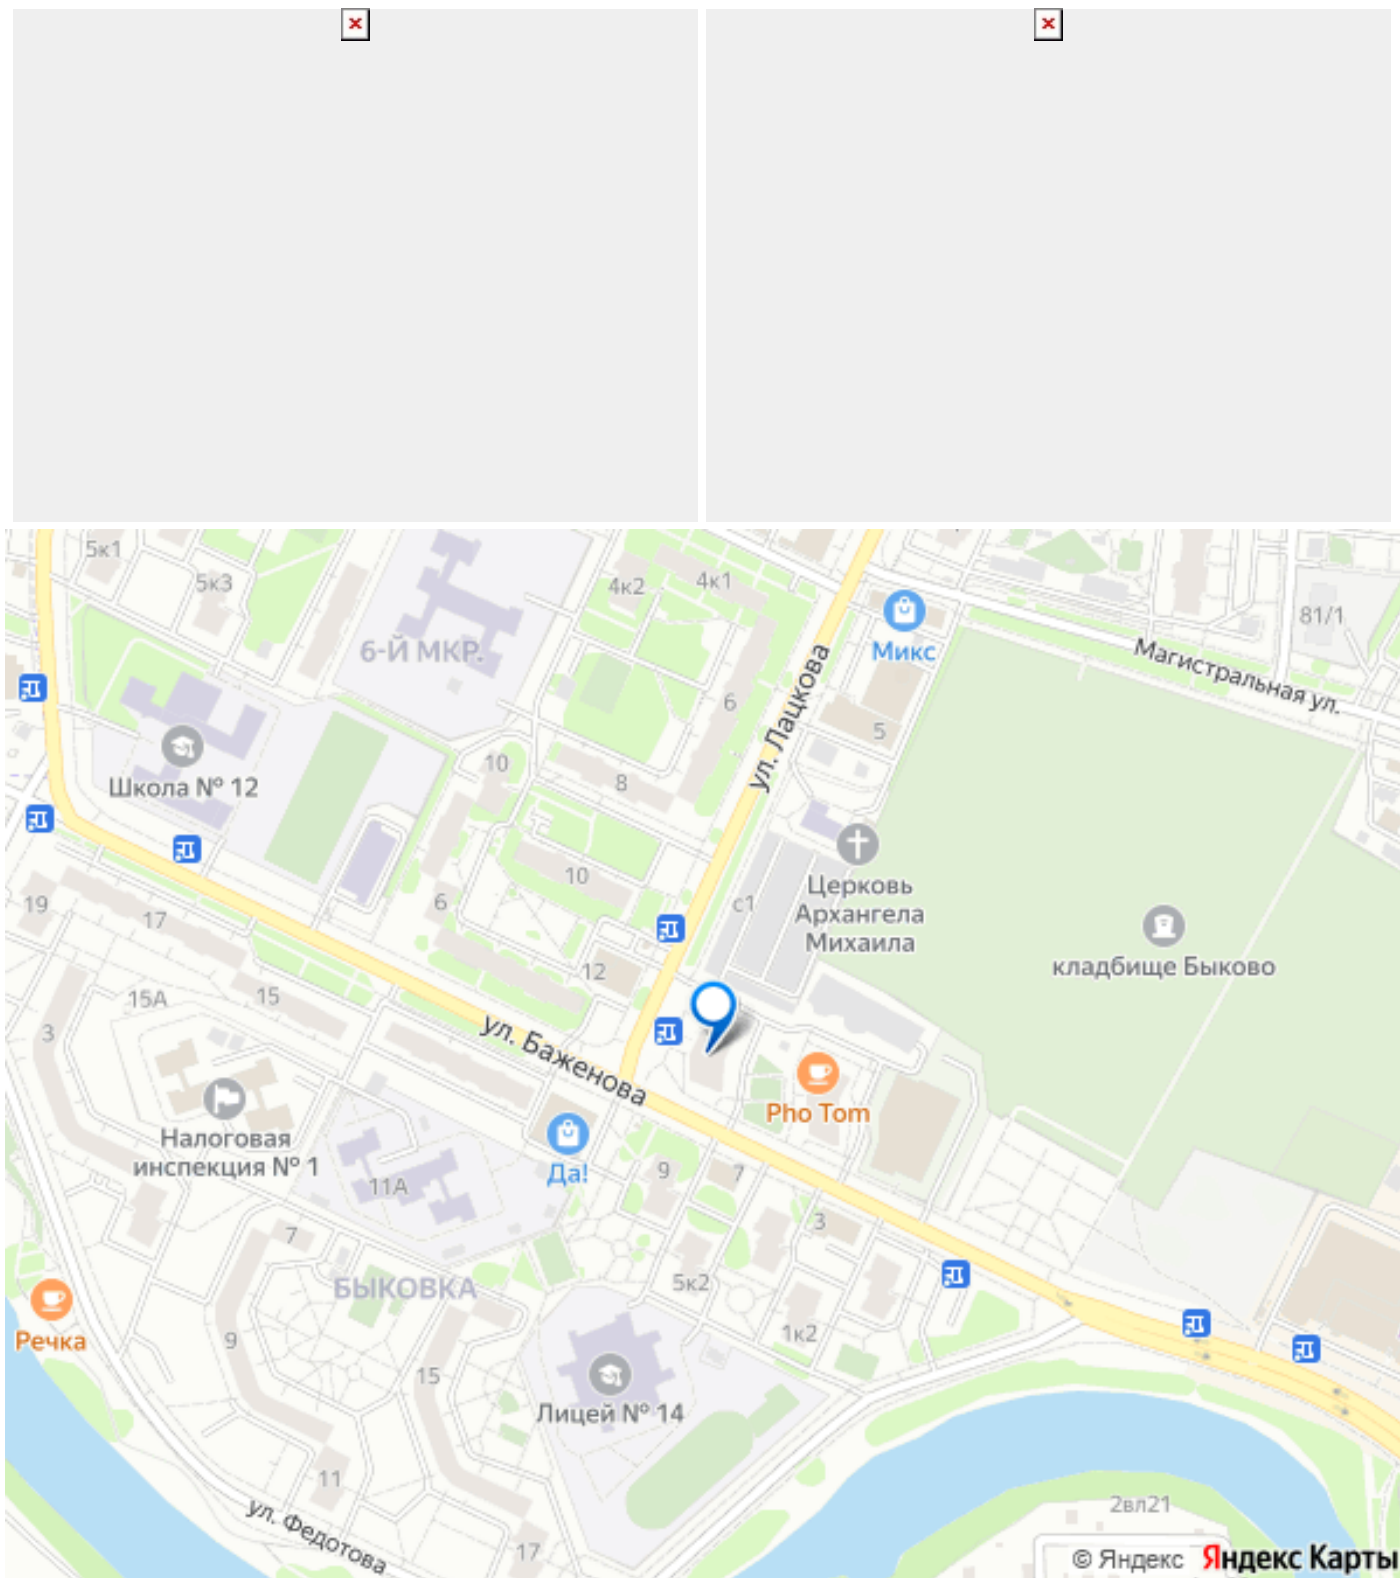 5к1
5к3
4к2
4к1
81/1
6-Й МКР.
Микс
Магистральная ул.
ул. Лацкова
6
5
Школа № 12
10
8
19
17
6
10
с1
Церковь
Архангела
Михаила
кладбище Быково
12
15А
15
3
ул. Баженова
Pho Tom
Налоговая
инспекция № 1
11А
Да!
9
7
3
7
БЫКОВКА
5к2
1к2
Речка
9
15
Лицей № 14
11
ул. Федотова
17
2вл21
© Яндекс Яндекс Карты